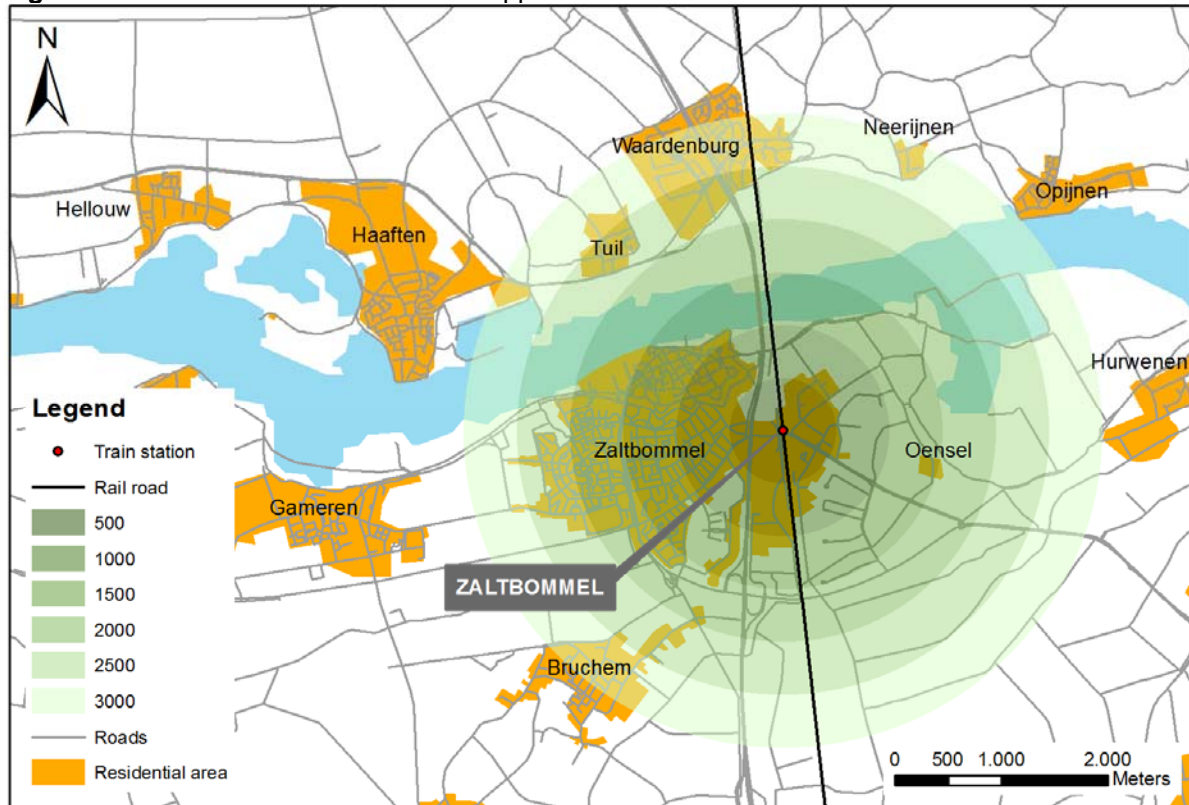 N
Waardenburg
Neerijnen
Opijnen
Hellouw
Haaften
Tuil
Hurwenen
Zaltbommel
Oensel
Gameren
ZALTBOMMEL
Bruchem
Legend
Train station
Rail road
500
1000
1500
2000
2500
3000
Roads
Residential area
0 500 1.000 2.000
Meters